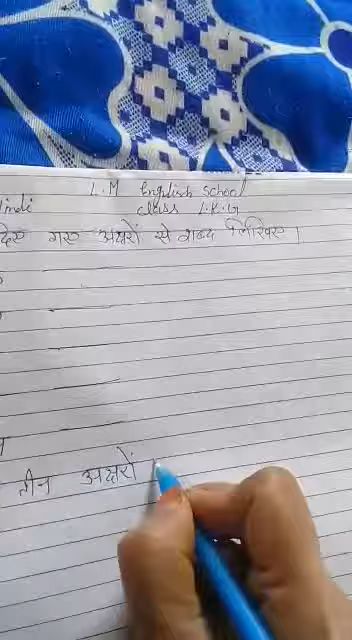 L.M English School
Hindi class L.K.G
दिए गए अक्षरों से शब्द लिखिए।
तीन अक्षरों